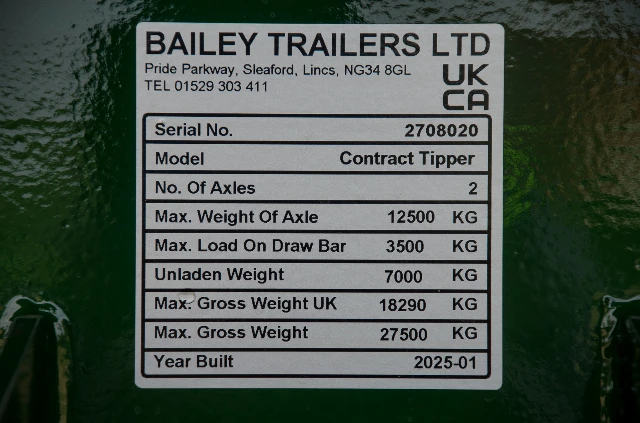 BAILEY TRAILERS LTD
Pride Parkway, Sleaford, Lincs, NG34 8GL
TEL 01529 303 411
UK
CA
Serial No. 2708020
Model Contract Tipper
No. Of Axles 2
Max. Weight Of Axle 12500 KG
Max. Load On Draw Bar 3500 KG
Unladen Weight 7000 KG
Max. Gross Weight UK 18290 KG
Max. Gross Weight 27500 KG
Year Built 2025-01